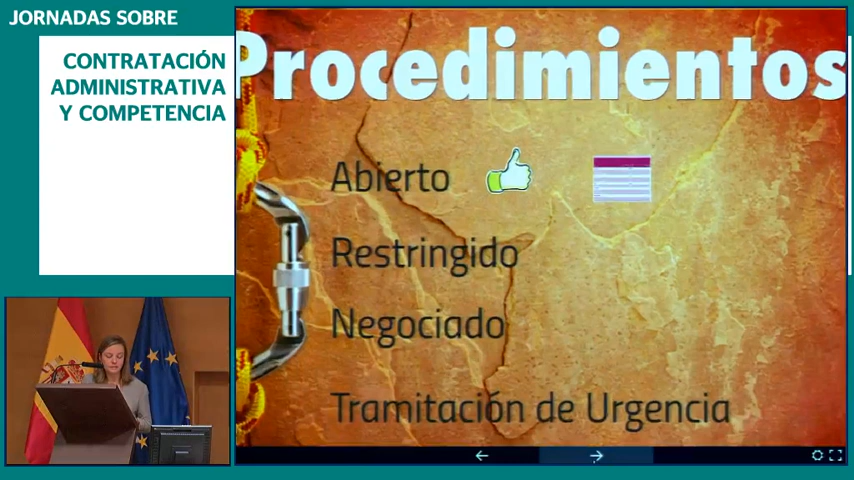 JORNADAS SOBRE
CONTRATACIÓN
ADMINISTRATIVA
Y COMPETENCIA
Procedimientos
Abierto
Restringido
Negociado
Tramitación de Urgencia